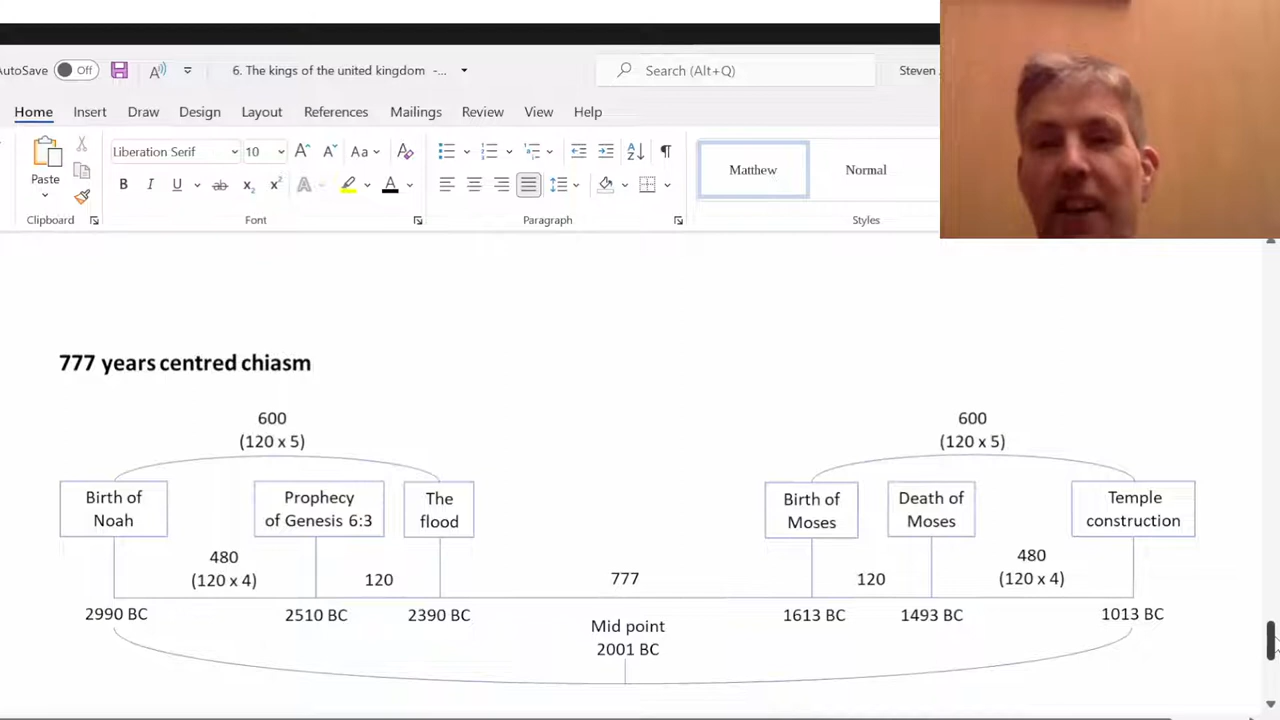 AutoSave Off 6. The kings of the united kingdom -... Search (Alt+Q) Steven
Home Insert Draw Design Layout References Mailings Review View Help
Paste Liberation Serif 10 Aa Matthew Normal
B I U ab x₂ x² A A
Clipboard Font Paragraph Styles
777 years centred chiasm
600
(120 x 5)
600
(120 x 5)
Birth of
Noah
Prophecy
of Genesis 6:3
The
flood
Birth of
Moses
Death of
Moses
Temple
construction
480
(120 x 4)
120
777
120
480
(120 x 4)
2990 BC 2510 BC 2390 BC 1613 BC 1493 BC 1013 BC
Mid point
2001 BC